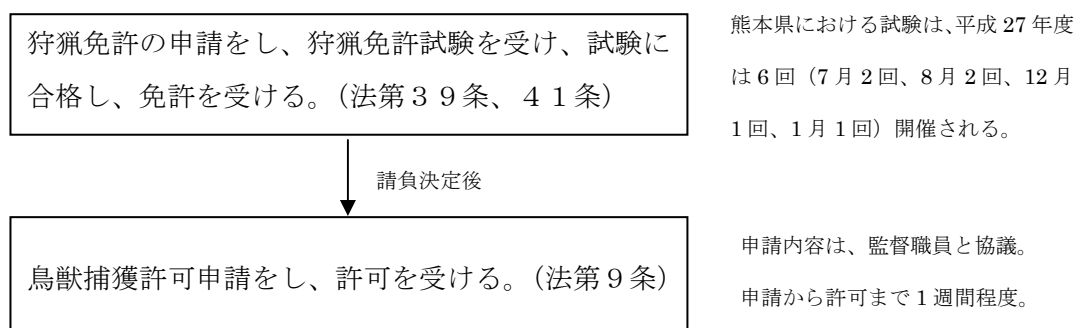 狩猟免許の申請をし、狩猟免許試験を受け、試験に
合格し、免許を受ける。（法第３９条、４１条）
熊本県における試験は、平成 27 年度
は 6 回（7 月 2 回、8 月 2 回、12 月
1 回、1 月 1 回）開催される。
請負決定後
鳥獣捕獲許可申請をし、許可を受ける。（法第９条）
申請内容は、監督職員と協議。
申請から許可まで 1 週間程度。